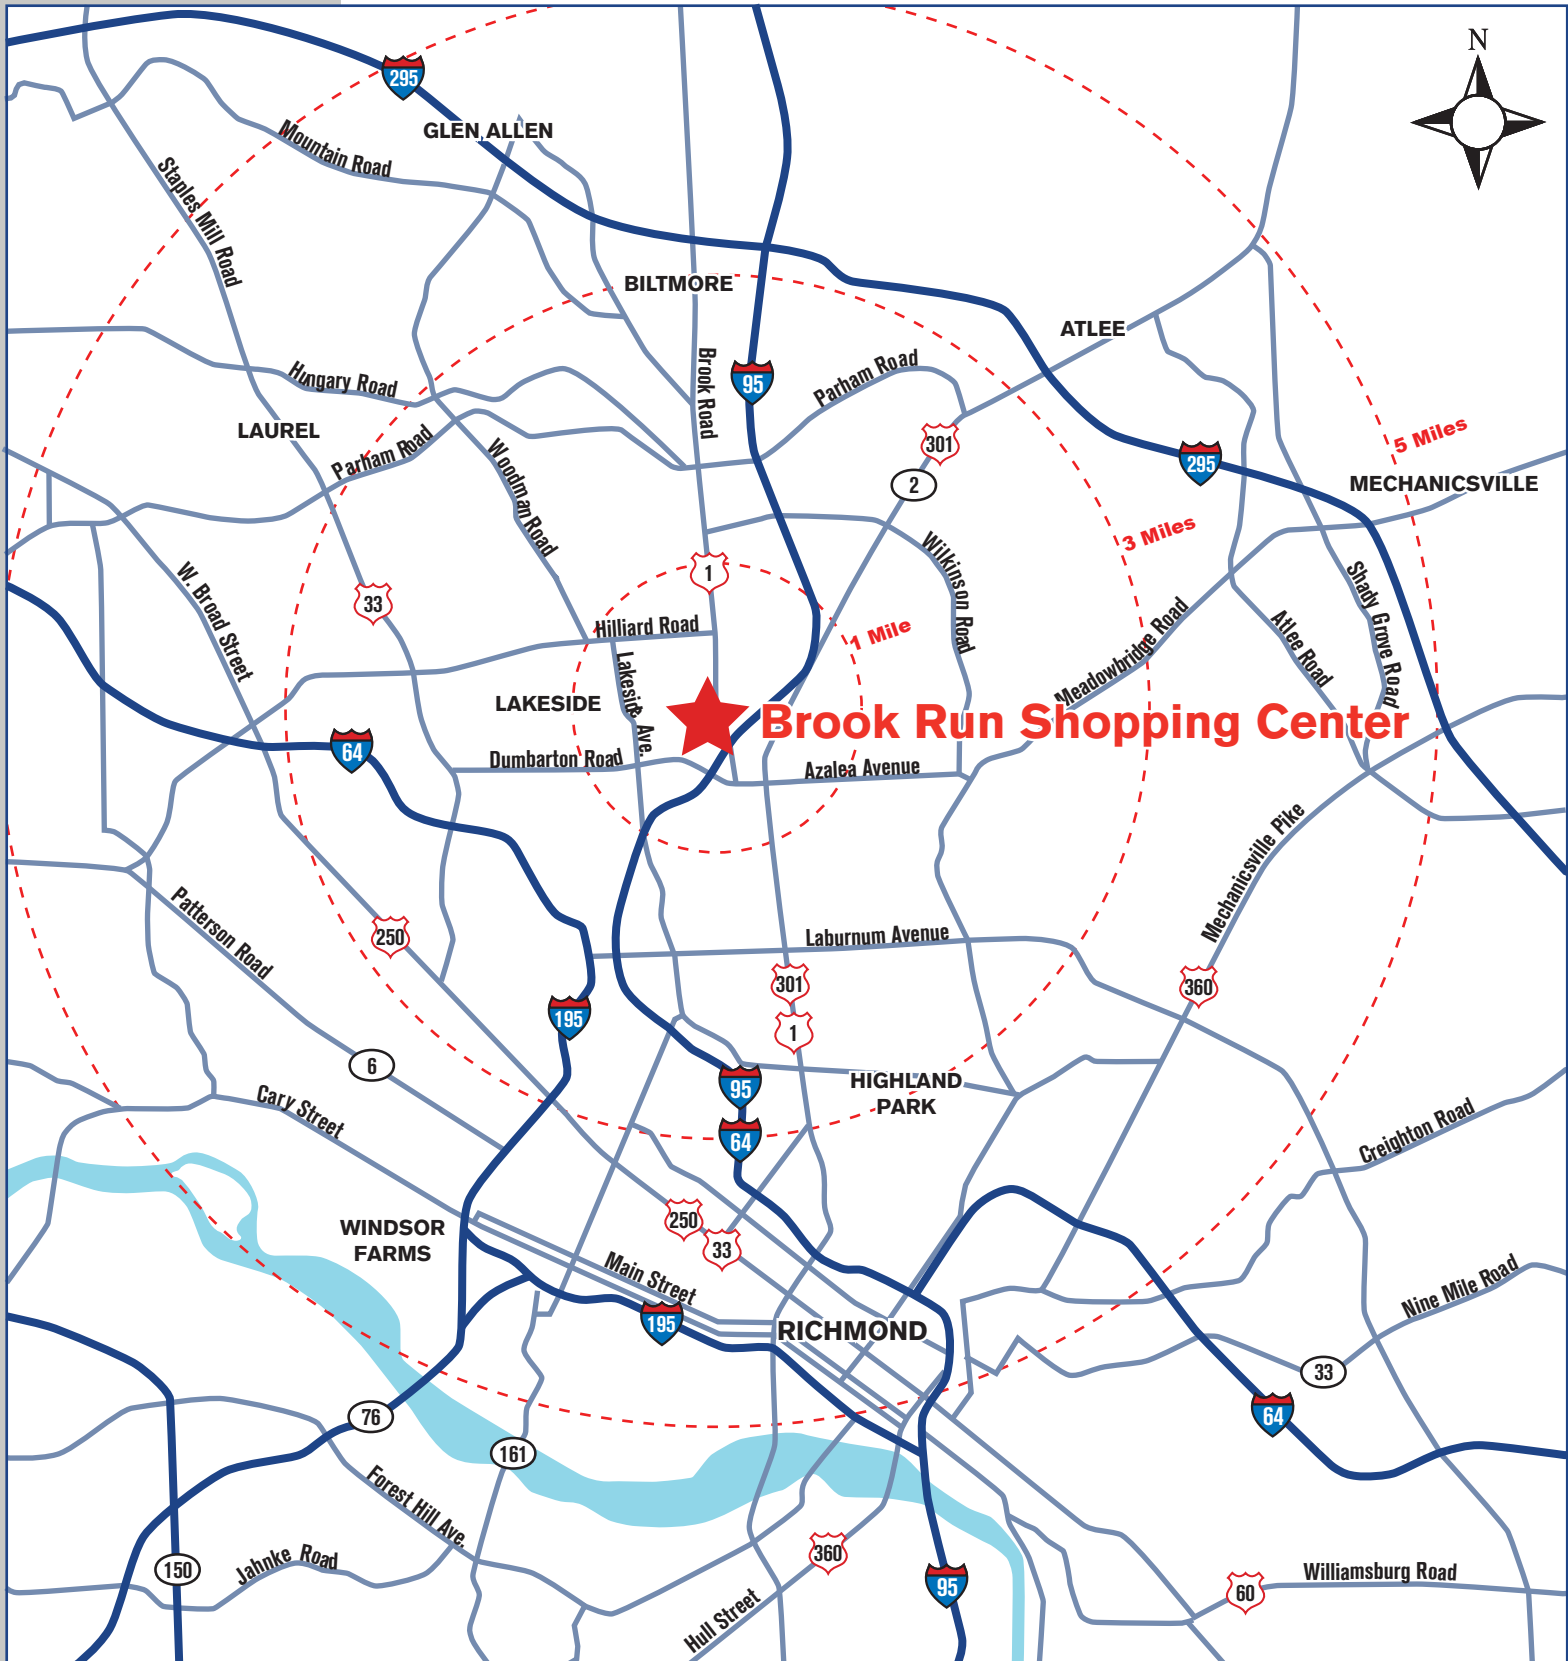 N
295
GLEN ALLEN
Mountain Road
Staples Mill Road
BILTMORE
ATLEE
Brook Road
95
Parham Road
Hungary Road
LAUREL
Parham Road
301
2
5 Miles
295
MECHANICSVILLE
Woodman Road
3 Miles
Wilkinson Road
1
W. Broad Street
33
Shady Grove Road
Hilliard Road
1 Mile
Atlee Road
Meadowbridge Road
Lakeside Ave.
LAKESIDE
Brook Run Shopping Center
64
Dumbarton Road
Azalea Avenue
Mechanicsville Pike
Patterson Road
250
Laburnum Avenue
301
360
195
1
6
HIGHLAND
PARK
95
Cary Street
64
Creighton Road
250
WINDSOR
FARMS
33
Main Street
Nine Mile Road
195
RICHMOND
33
76
64
161
Forest Hill Ave.
150
Jahnke Road
360
95
Williamsburg Road
60
Hull Street